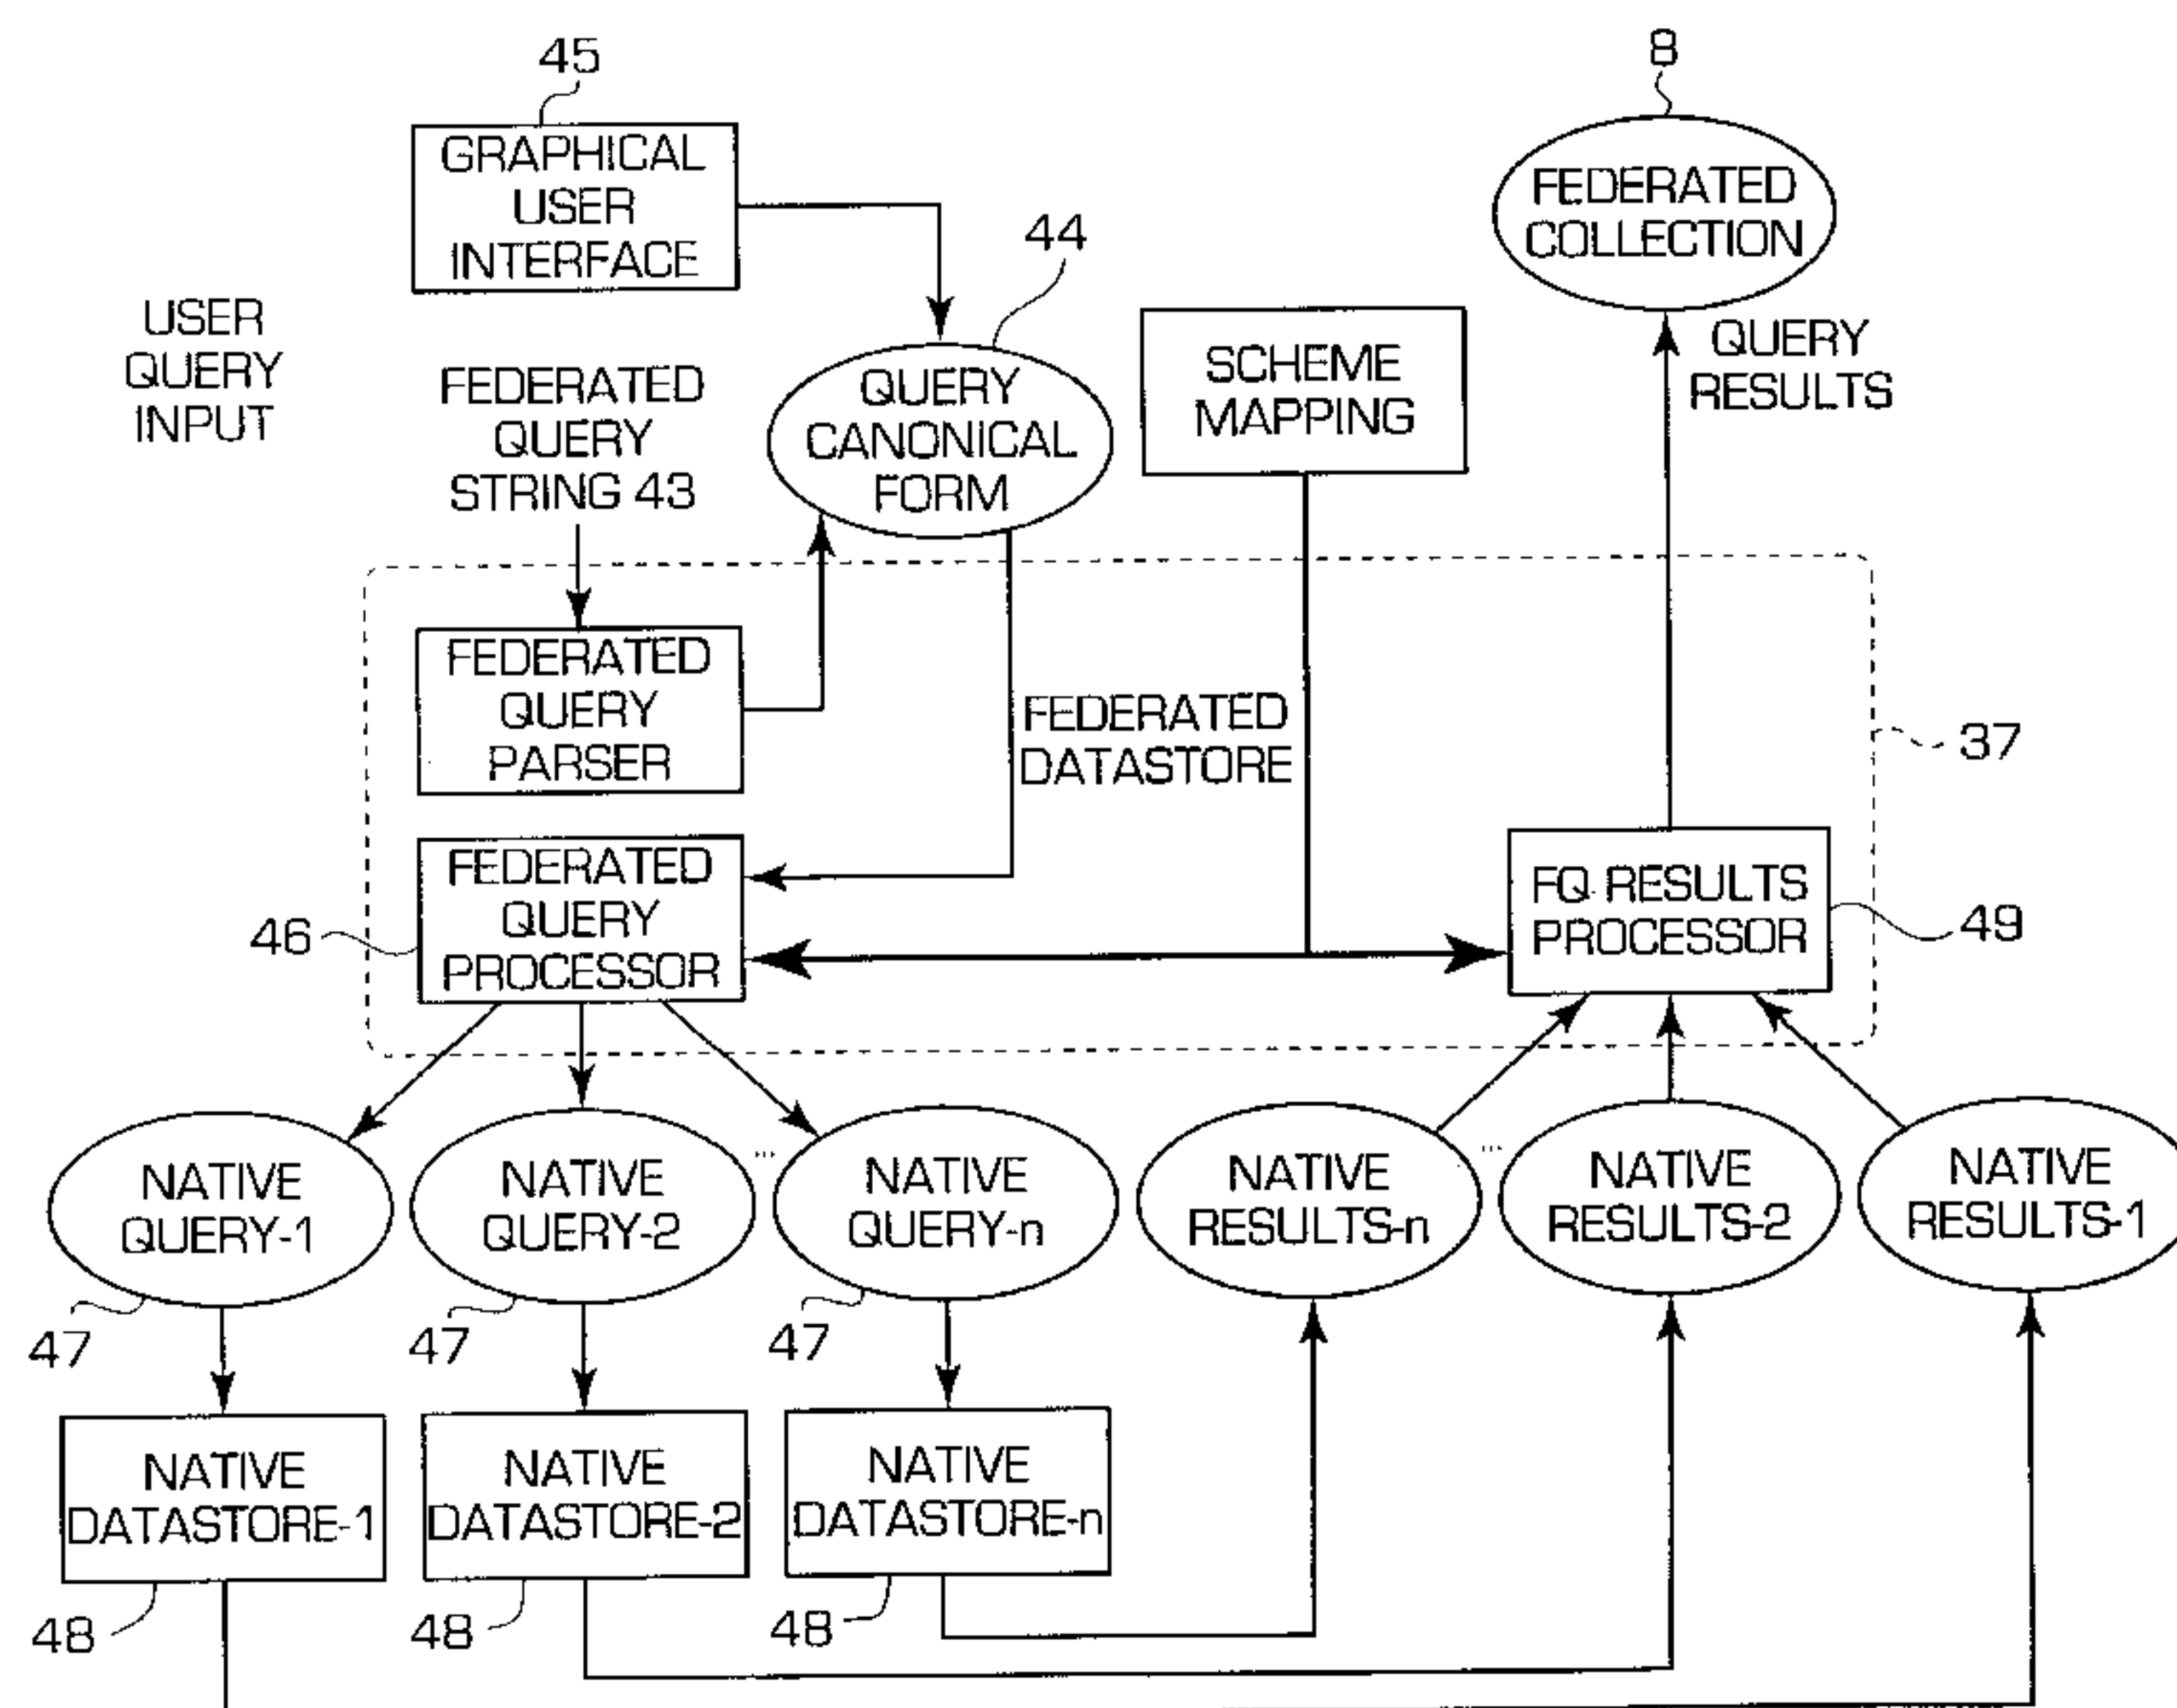 45
8
GRAPHICAL
USER
INTERFACE
FEDERATED
COLLECTION
44
USER
QUERY
INPUT
FEDERATED
QUERY
STRING 43
QUERY
CANONICAL
FORM
SCHEME
MAPPING
QUERY
RESULTS
FEDERATED
QUERY
PARSER
FEDERATED
DATASTORE
37
FEDERATED
QUERY
PROCESSOR
46
FQ RESULTS
PROCESSOR
49
NATIVE
QUERY-1
NATIVE
QUERY-2
...
NATIVE
QUERY-n
NATIVE
RESULTS-n
...
NATIVE
RESULTS-2
NATIVE
RESULTS-1
47
47
47
NATIVE
DATASTORE-1
NATIVE
DATASTORE-2
NATIVE
DATASTORE-n
48
48
48